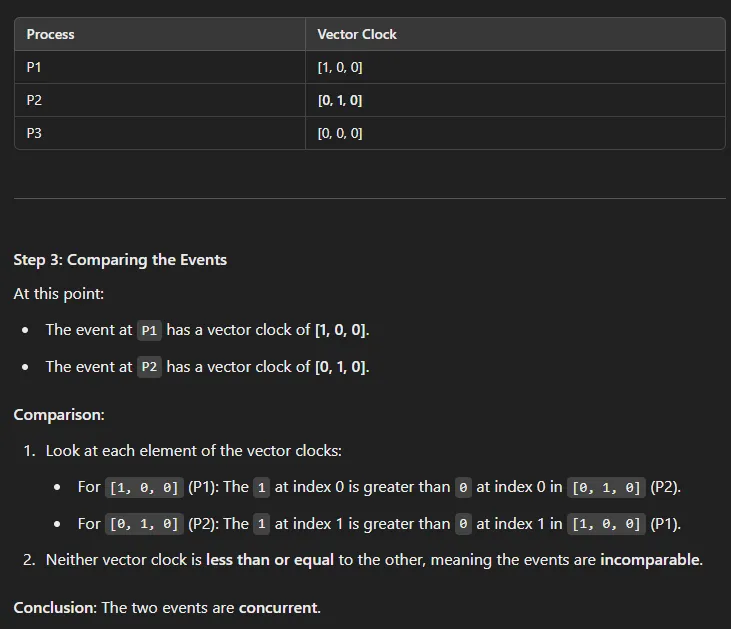 Process Vector Clock
P1 [1, 0, 0]
P2 [0, 1, 0]
P3 [0, 0, 0]
Step 3: Comparing the Events
At this point:
• The event at P1 has a vector clock of [1, 0, 0].
• The event at P2 has a vector clock of [0, 1, 0].
Comparison:
1. Look at each element of the vector clocks:
• For [1, 0, 0] (P1): The 1 at index 0 is greater than 0 at index 0 in [0, 1, 0] (P2).
• For [0, 1, 0] (P2): The 1 at index 1 is greater than 0 at index 1 in [1, 0, 0] (P1).
2. Neither vector clock is less than or equal to the other, meaning the events are incomparable.
Conclusion: The two events are concurrent.